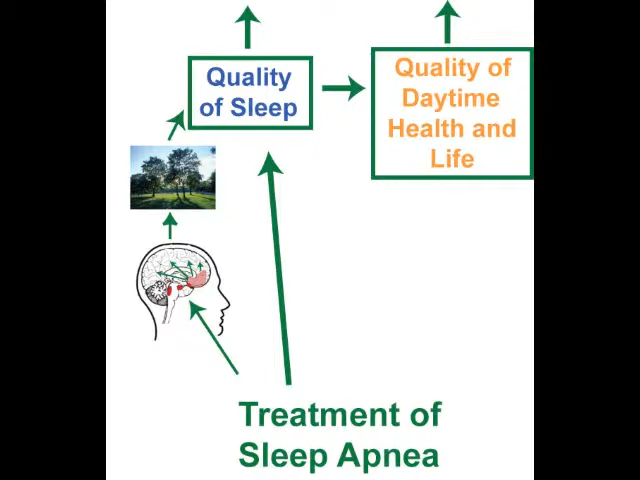 Quality
of Sleep
Quality of
Daytime
Health and
Life
Treatment of
Sleep Apnea